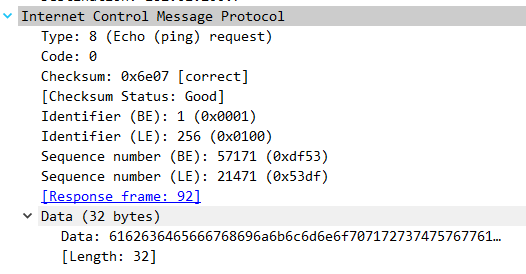 Internet Control Message Protocol
Type: 8 (Echo (ping) request)
Code: 0
Checksum: 0x6e07 [correct]
[Checksum Status: Good]
Identifier (BE): 1 (0x0001)
Identifier (LE): 256 (0x0100)
Sequence number (BE): 57171 (0xdf53)
Sequence number (LE): 21471 (0x53df)
[Response frame: 92]
Data (32 bytes)
Data: 6162636465666768696a6b6c6d6e6f707172737475767761…
[Length: 32]